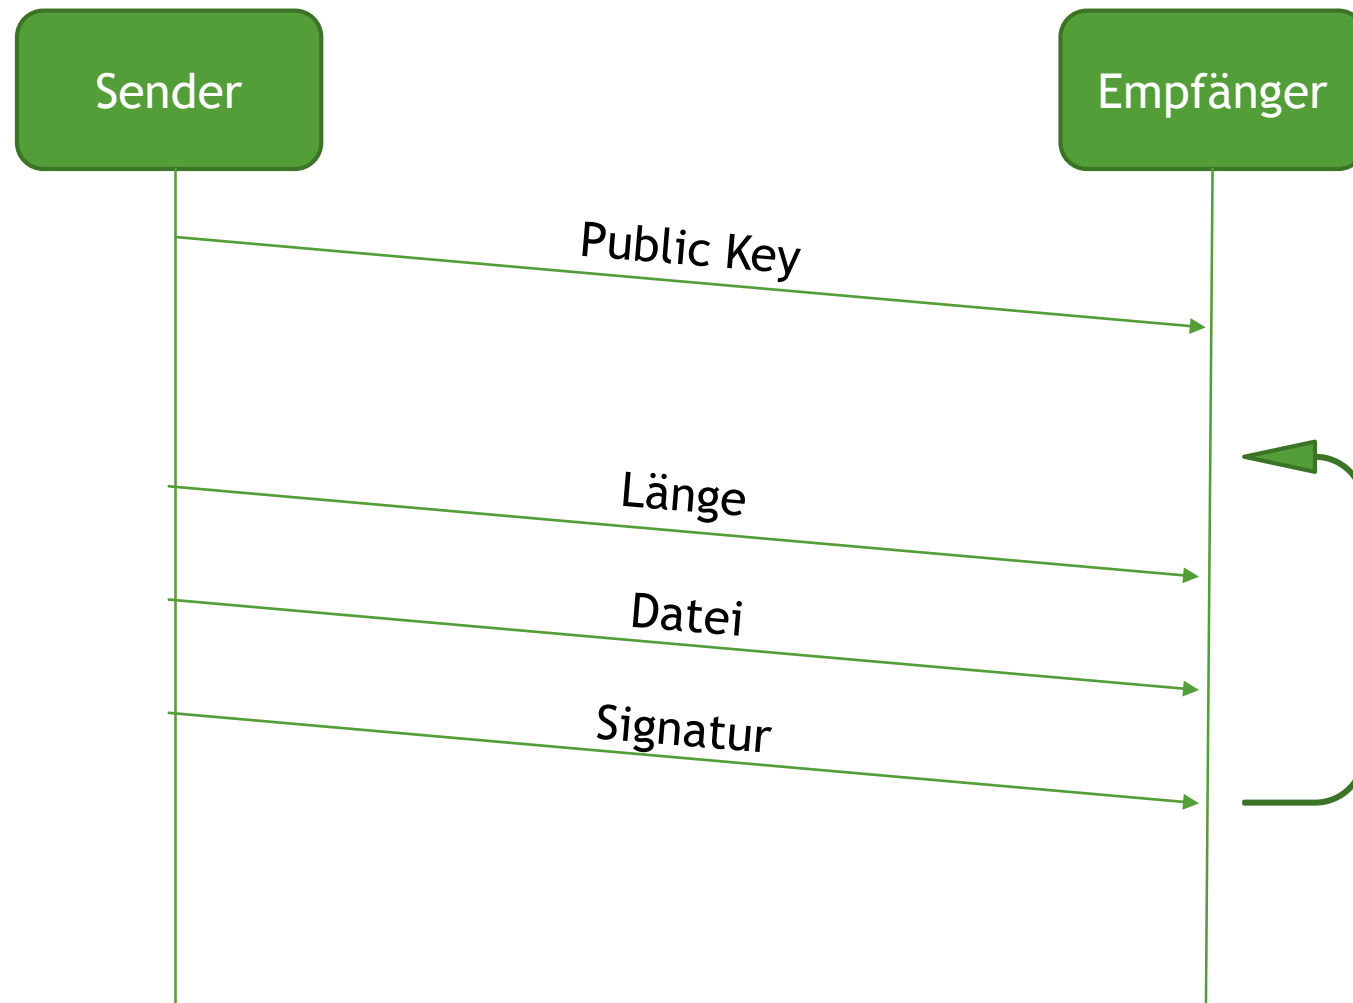 Sender
Empfänger
Public Key
Länge
Datei
Signatur